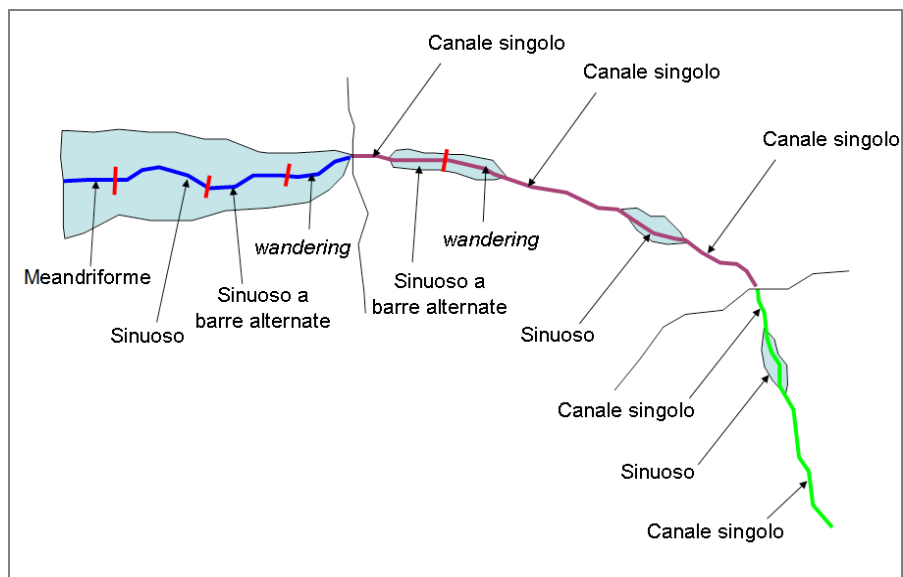 Canale singolo
Canale singolo
Canale singolo
wandering
wandering
Meandriforme
Sinuoso a
barre alternate
Sinuoso a
barre alternate
Sinuoso
Sinuoso
Canale singolo
Sinuoso
Canale singolo